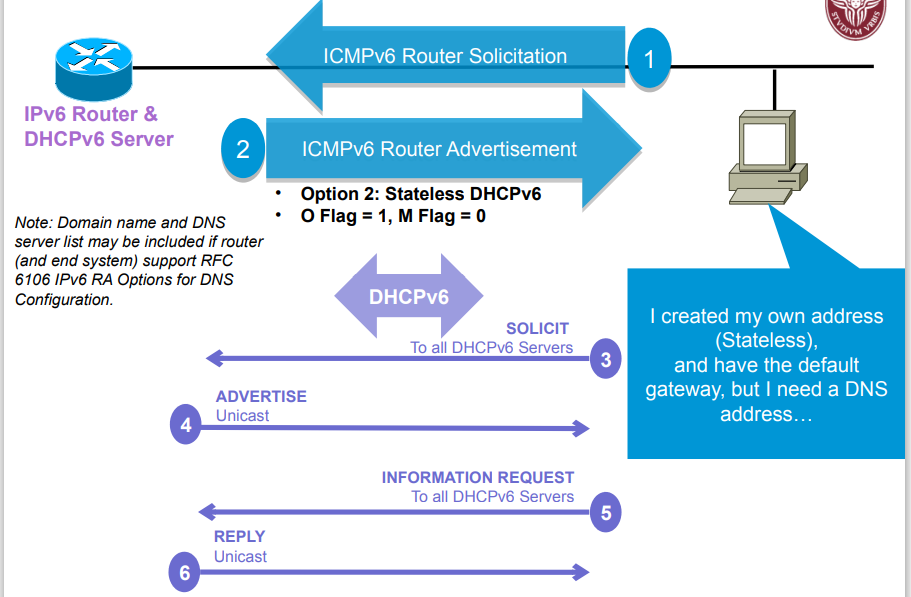 STVDIVM VRBIS
ICMPv6 Router Solicitation
1
IPv6 Router &
DHCPv6 Server
2
ICMPv6 Router Advertisement
• Option 2: Stateless DHCPv6
• O Flag = 1, M Flag = 0
Note: Domain name and DNS
server list may be included if router
(and end system) support RFC
6106 IPv6 RA Options for DNS
Configuration.
DHCPv6
I created my own address
(Stateless),
and have the default
gateway, but I need a DNS
address…
SOLICIT
To all DHCPv6 Servers
3
ADVERTISE
Unicast
4
INFORMATION REQUEST
To all DHCPv6 Servers
5
REPLY
Unicast
6